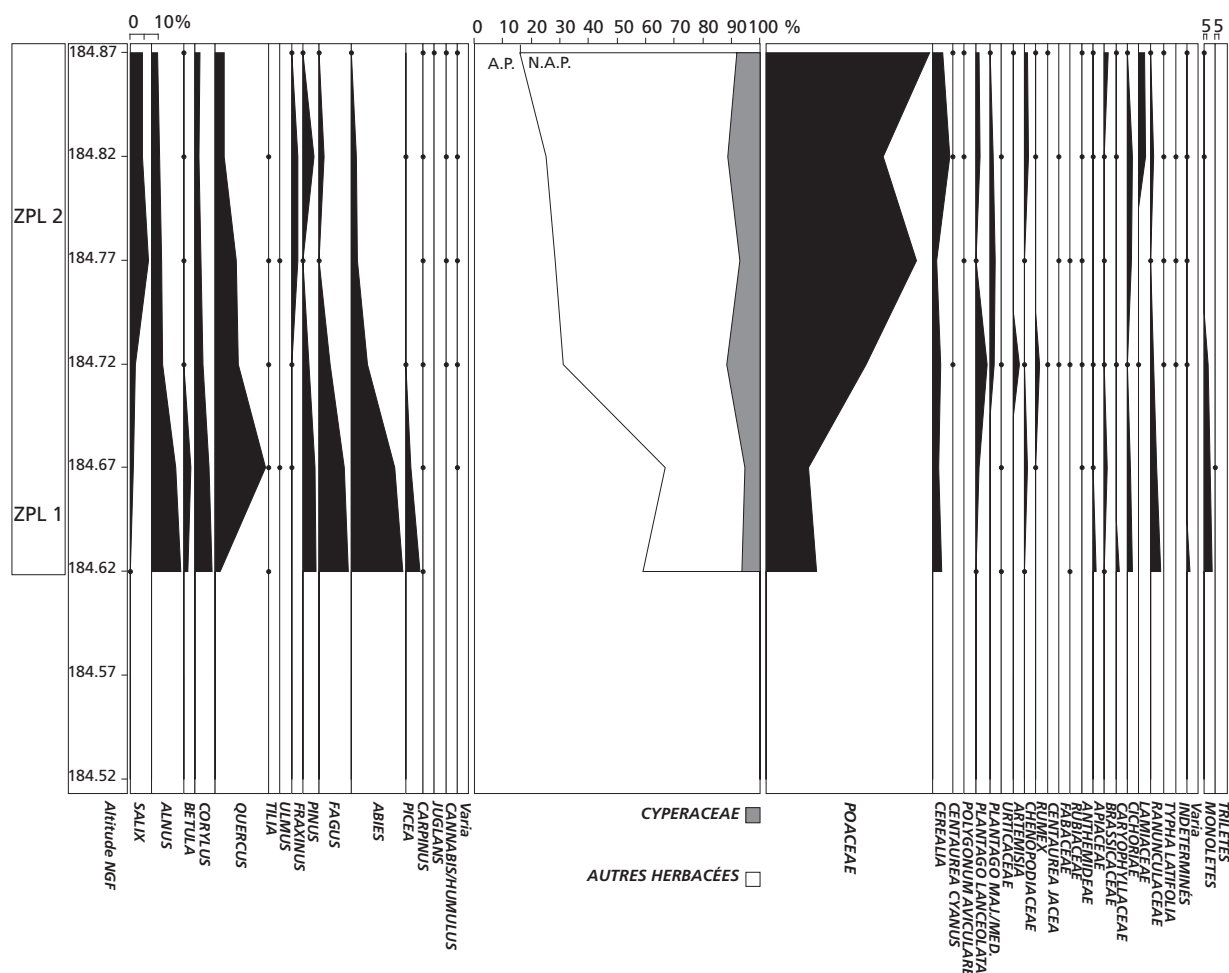 0 10%
0 10 20 30 40 50 60 70 80 90 100 %
5 5
A.P. N.A.P.
184.87
184.82
184.77
184.72
184.67
184.62
184.57
184.52
ZPL 2
ZPL 1
Altitude NGF
SALIX
ALNUS
BETULA
CORYLUS
QUERCUS
TILIA
ULMUS
FRAXINUS
PINUS
FAGUS
ABIES
PICEA
CARPINUS
JUGLANS
CANNABIS/HUMULUS
Varia
CYPERACEAE
AUTRES HERBACÉES
POACEAE
CEREALIA
CENTAUREA CYANUS
POLYGONUM AVICULARE
PLANTAGO LANCEOLATA
PLANTAGO MAJ./MED.
URTICACEAE
ARTEMISIA
CHENOPODIACEAE
RUMEX
CENTAUREA JACEA
FABACEAE
RUBIACEAE
ANTHEMIDEAE
APIACEAE
BRASSICACEAE
CARYOPHYLLACEAE
CICHORIAE
LAMIACEAE
RANUNCULACEAE
TYPHA LATIFOLIA
INDETERMINÉS
Varia
MONOLETES
TRILETES